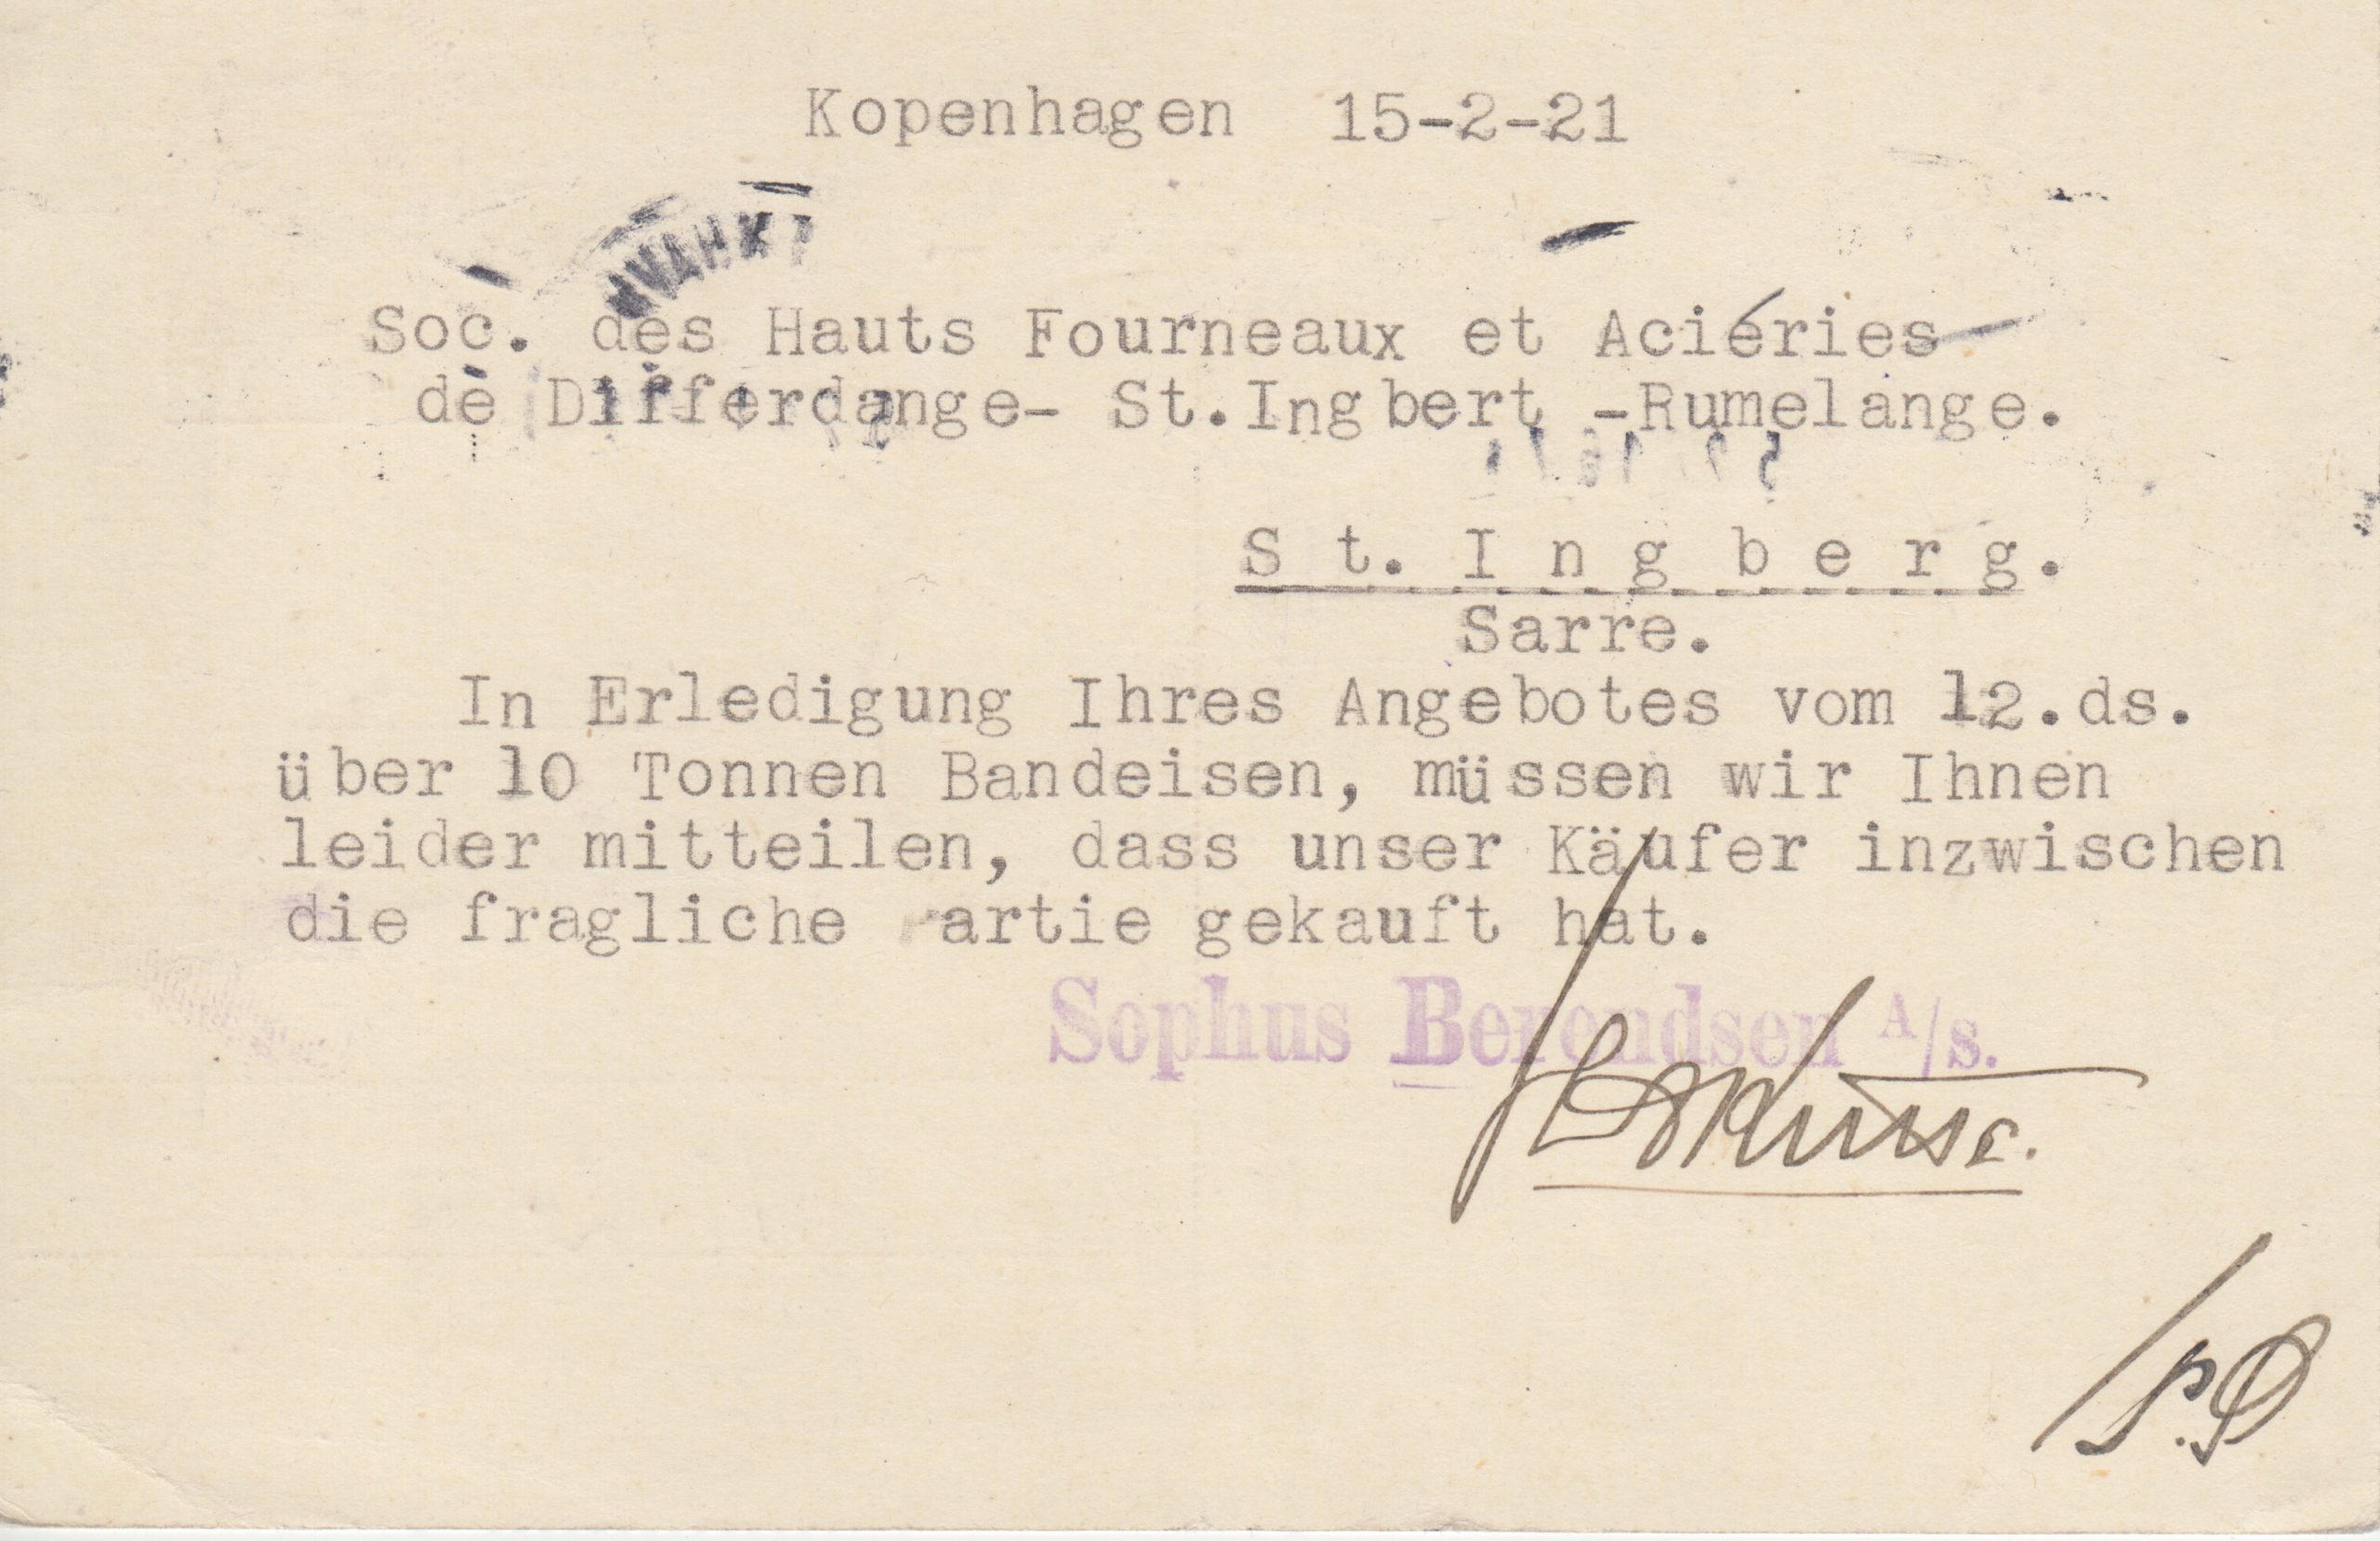 Kopenhagen 15-2-21
Soc. des Hauts Fourneaux et Aciéries
de Differdange- St.Ingbert -Rumelange.
St. Ingberg.
Sarre.
In Erledigung Ihres Angebotes vom 12.ds.
über 10 Tonnen Bandeisen, müssen wir Ihnen
leider mitteilen, dass unser Käufer inzwischen
die fragliche artie gekauft hat.
Sophus Berendsen A/s.